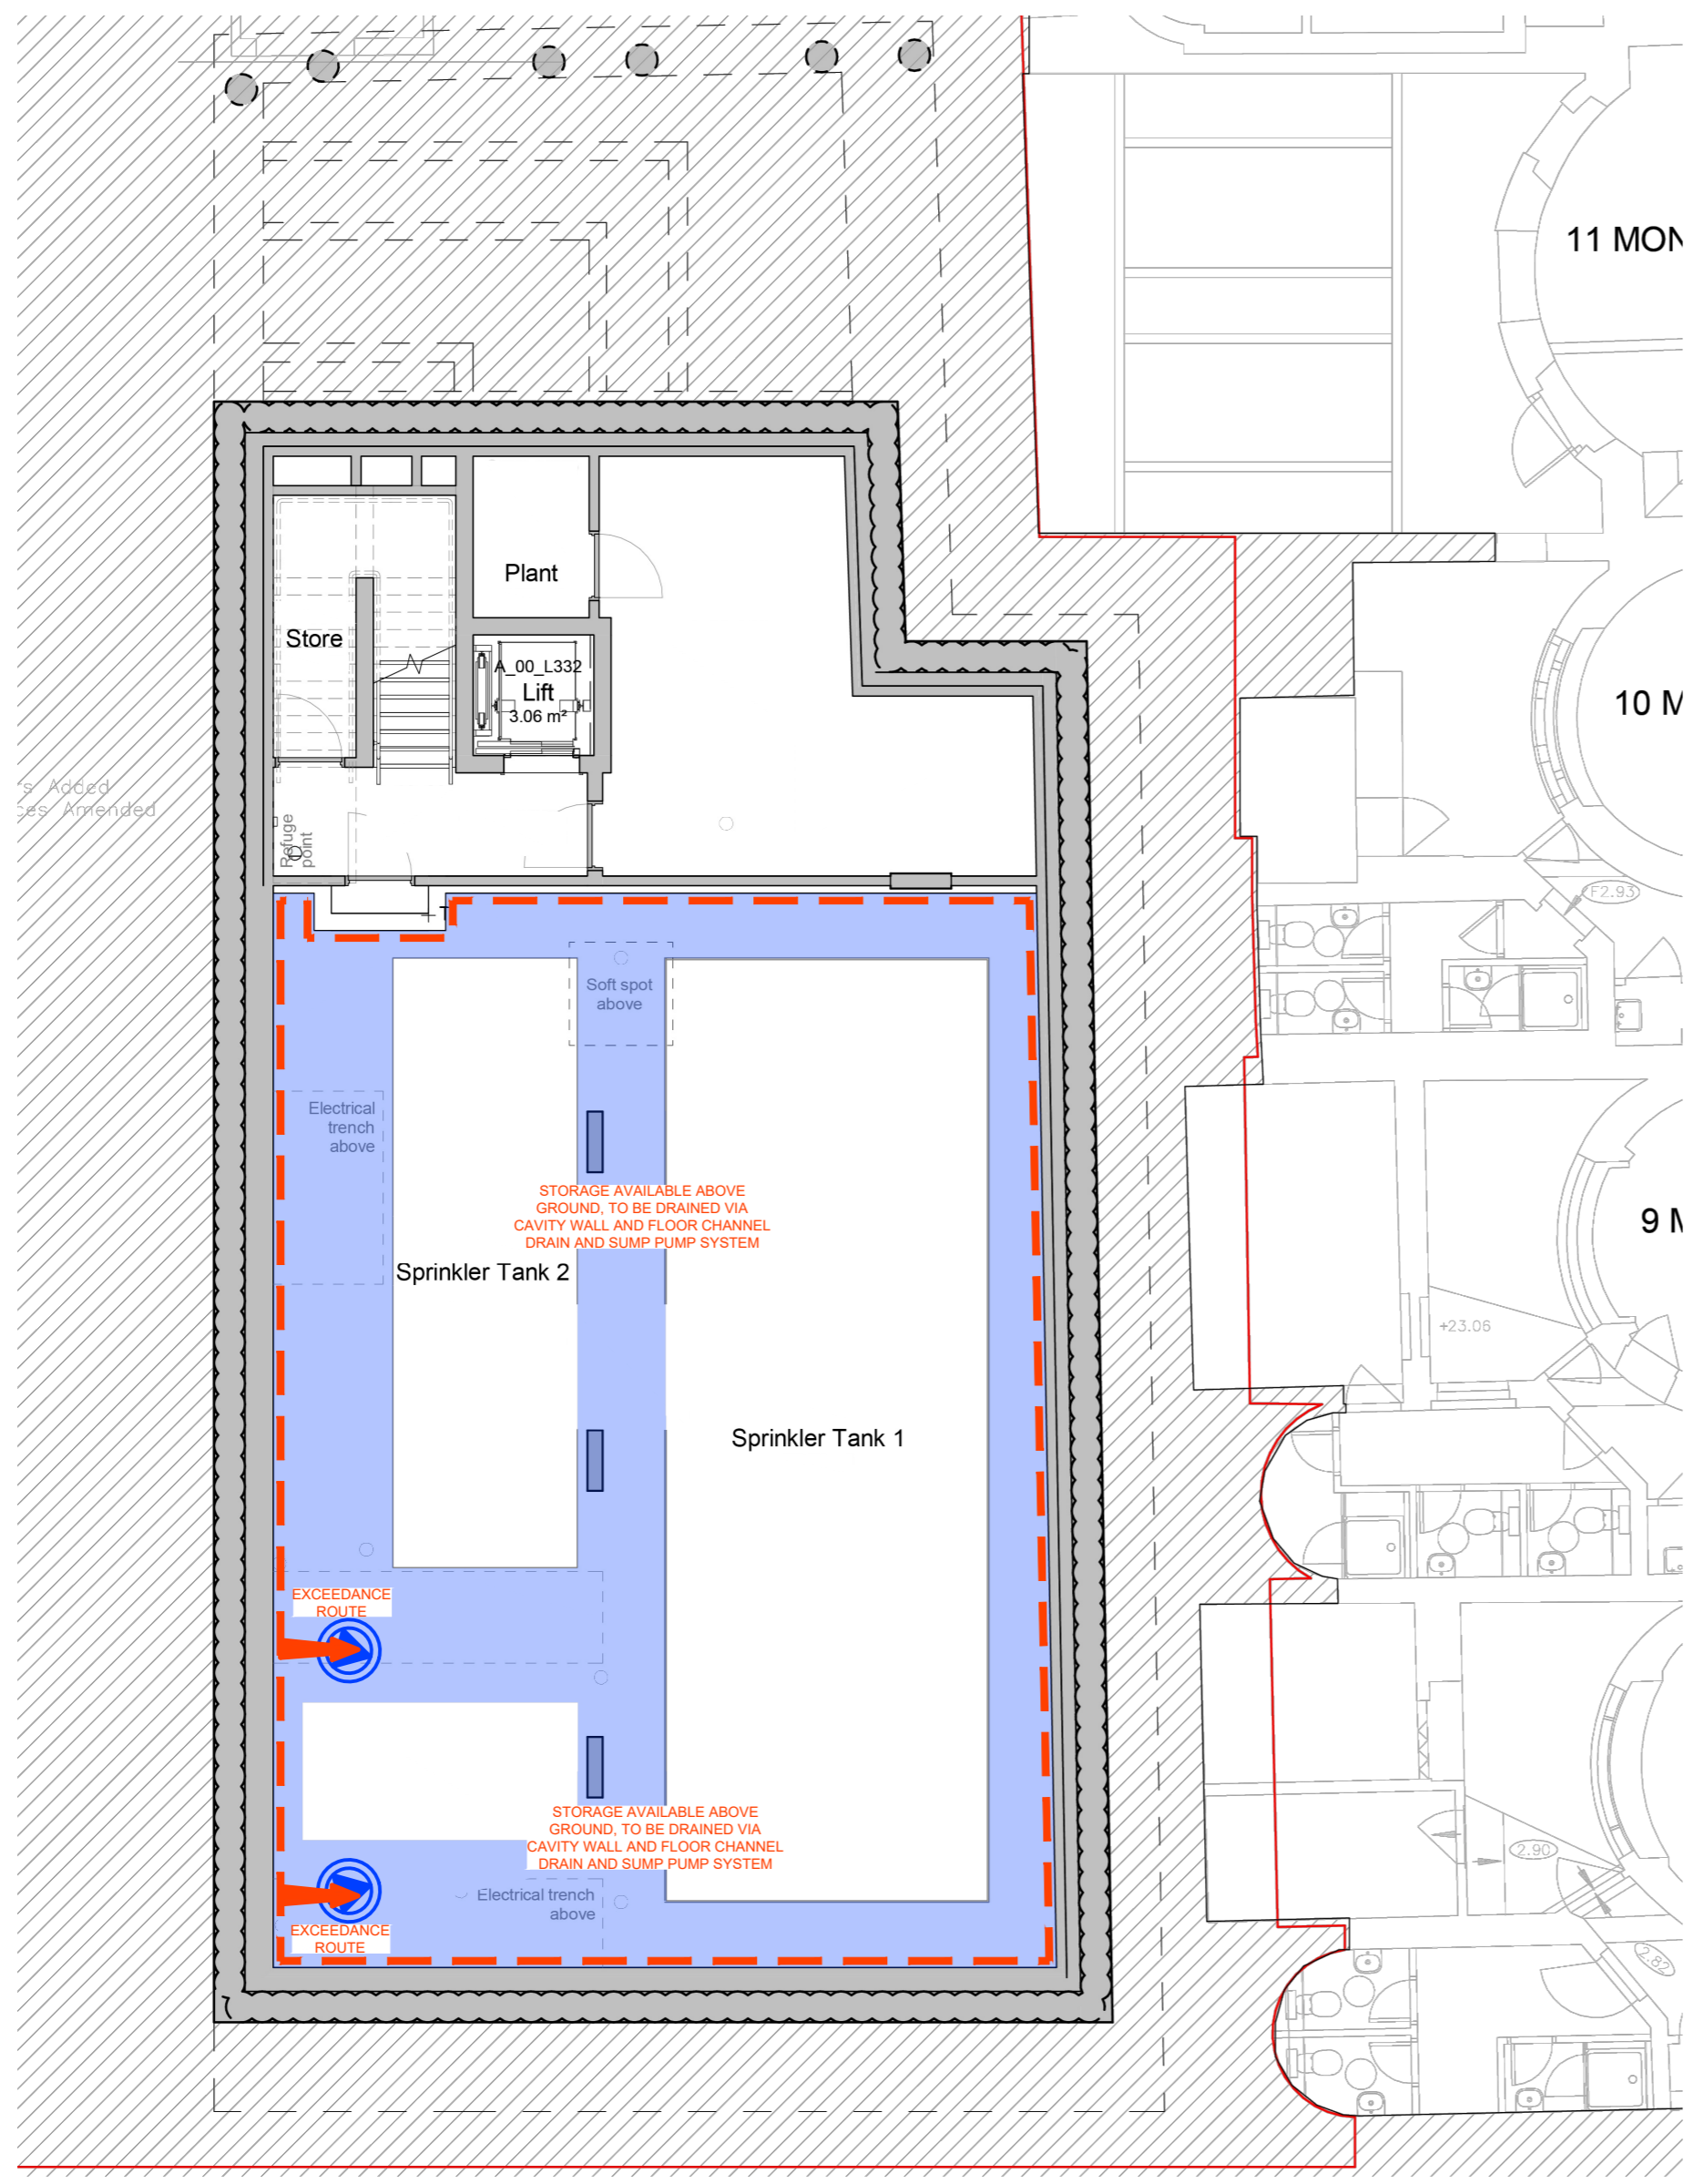 11 MON
Plant
Store
A_00_L332
Lift
3.06 m²
10 M
s Added
ces Amended
Refuge
point
F2.93
Soft spot
above
Electrical
trench
above
STORAGE AVAILABLE ABOVE
GROUND, TO BE DRAINED VIA
CAVITY WALL AND FLOOR CHANNEL
DRAIN AND SUMP PUMP SYSTEM
9 M
Sprinkler Tank 2
+23.06
Sprinkler Tank 1
EXCEEDANCE
ROUTE
STORAGE AVAILABLE ABOVE
GROUND, TO BE DRAINED VIA
CAVITY WALL AND FLOOR CHANNEL
DRAIN AND SUMP PUMP SYSTEM
2.90
Electrical trench
above
EXCEEDANCE
ROUTE
2.82